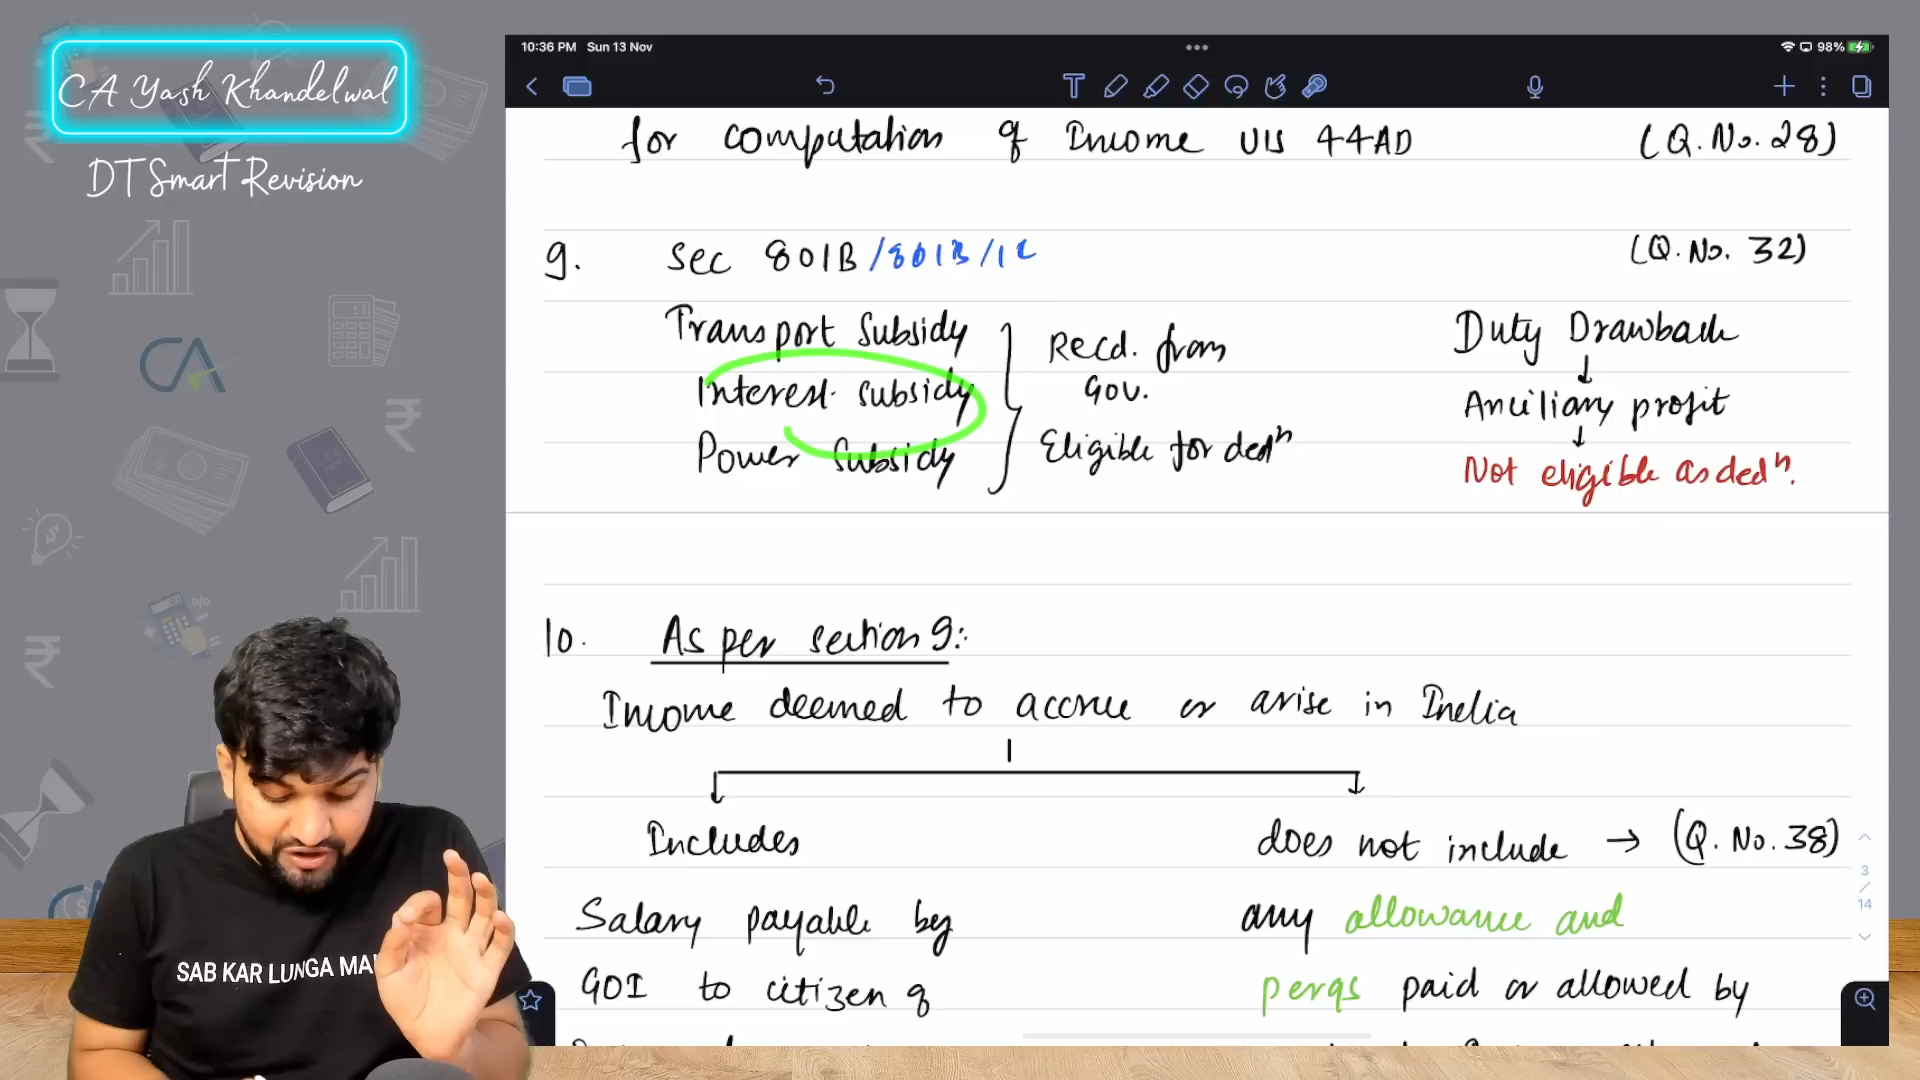 CA Yash Khandelwal
DT Smart Revision
10:36 PM Sun 13 Nov
98%
for computation of Income U/S 44AD (Q.No.28)
9. Sec 80IB /80IB/IC (Q.No. 32)
Transport Subsidy
Interest subsidy
Power Subsidy
Recd. from
Gov.
Eligible for dedn
Duty Drawback
Ancillary profit
Not eligible as dedn.
10. As per section 9:
Income deemed to accrue or arise in India
Includes
does not include → (Q.No.38)
Salary payable by
GOI to citizen of
any allowance and
perqs paid or allowed by
3
/
14
SAB KAR LUNGA MAI
CA